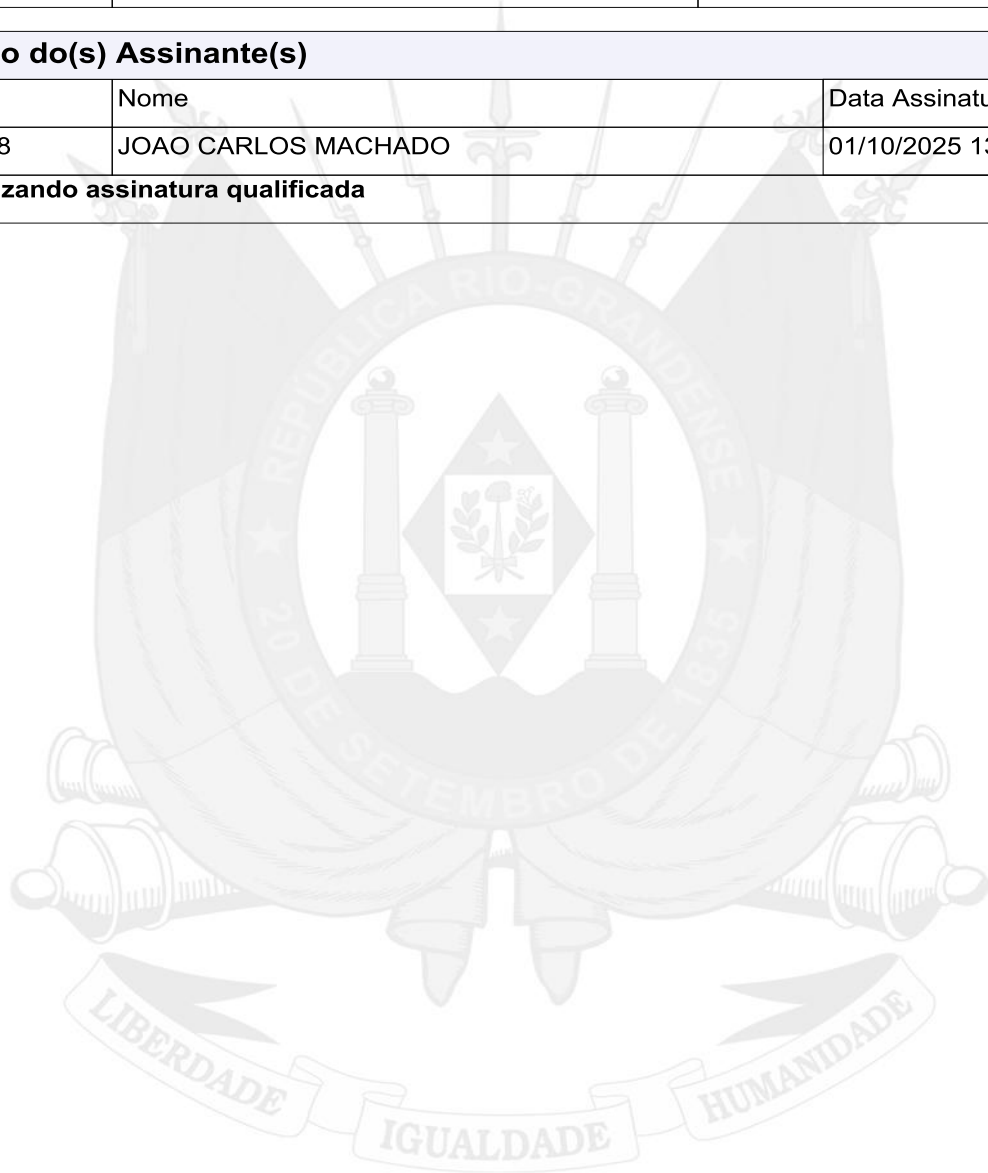 o do(s) Assinante(s)
Nome Data Assinatu
8 JOAO CARLOS MACHADO 01/10/2025 13
zando assinatura qualificada
REPÚBLICA RIO-GRANDENSE
20 DE SETEMBRO DE 1835
LIBERDADE IGUALDADE HUMANIDADE